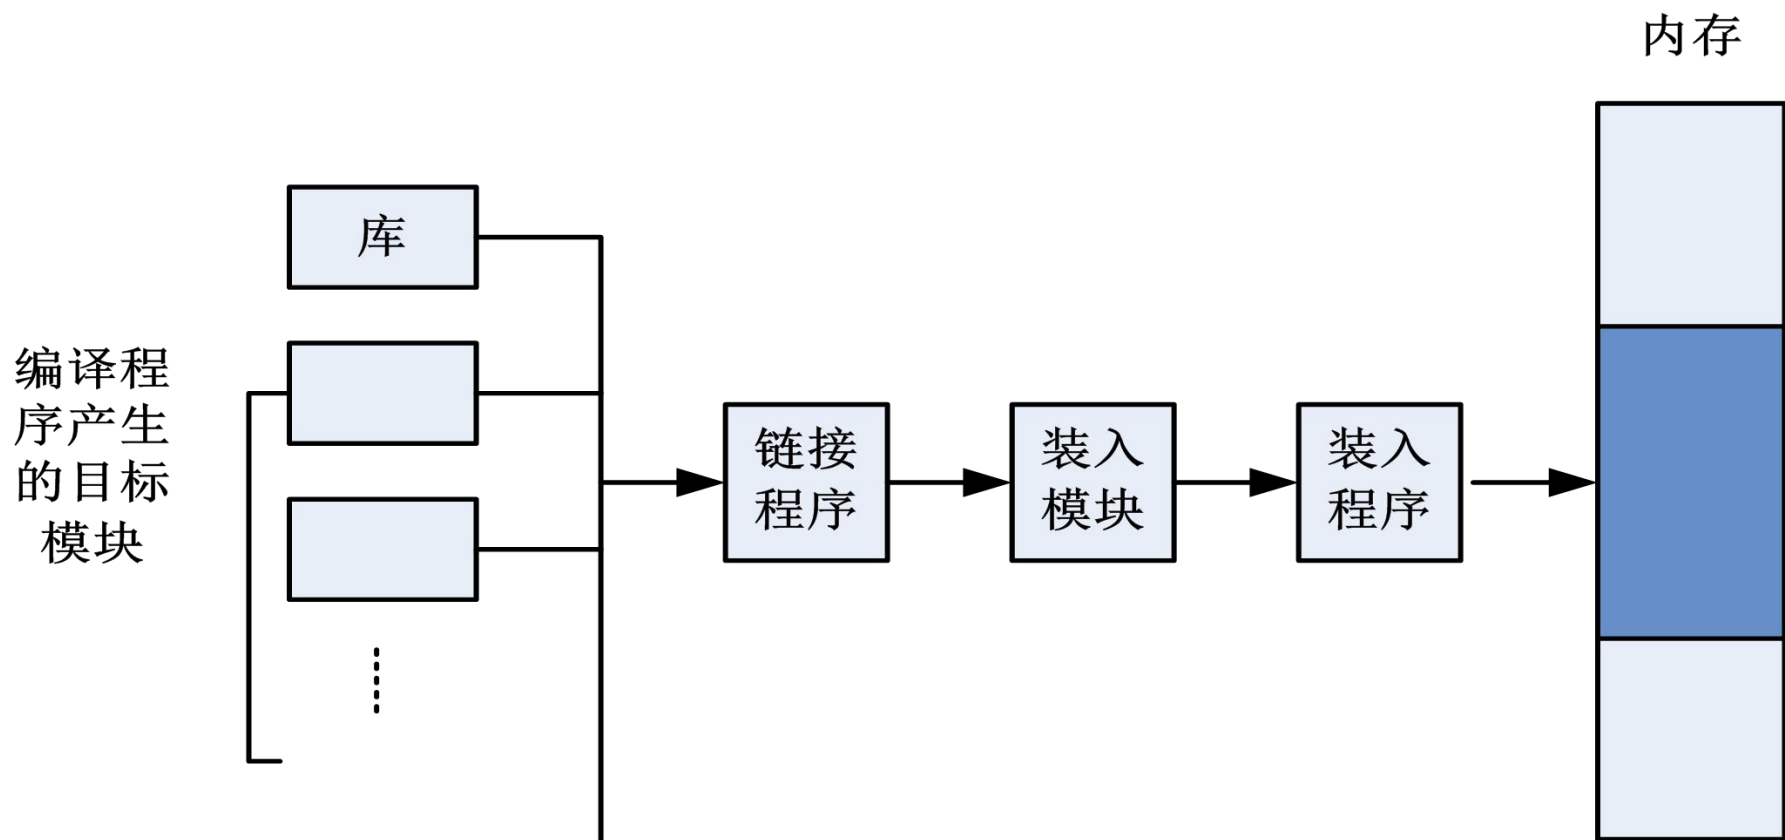 内存
库
编译程
序产生
的目标
模块
链接
程序
装入
模块
装入
程序